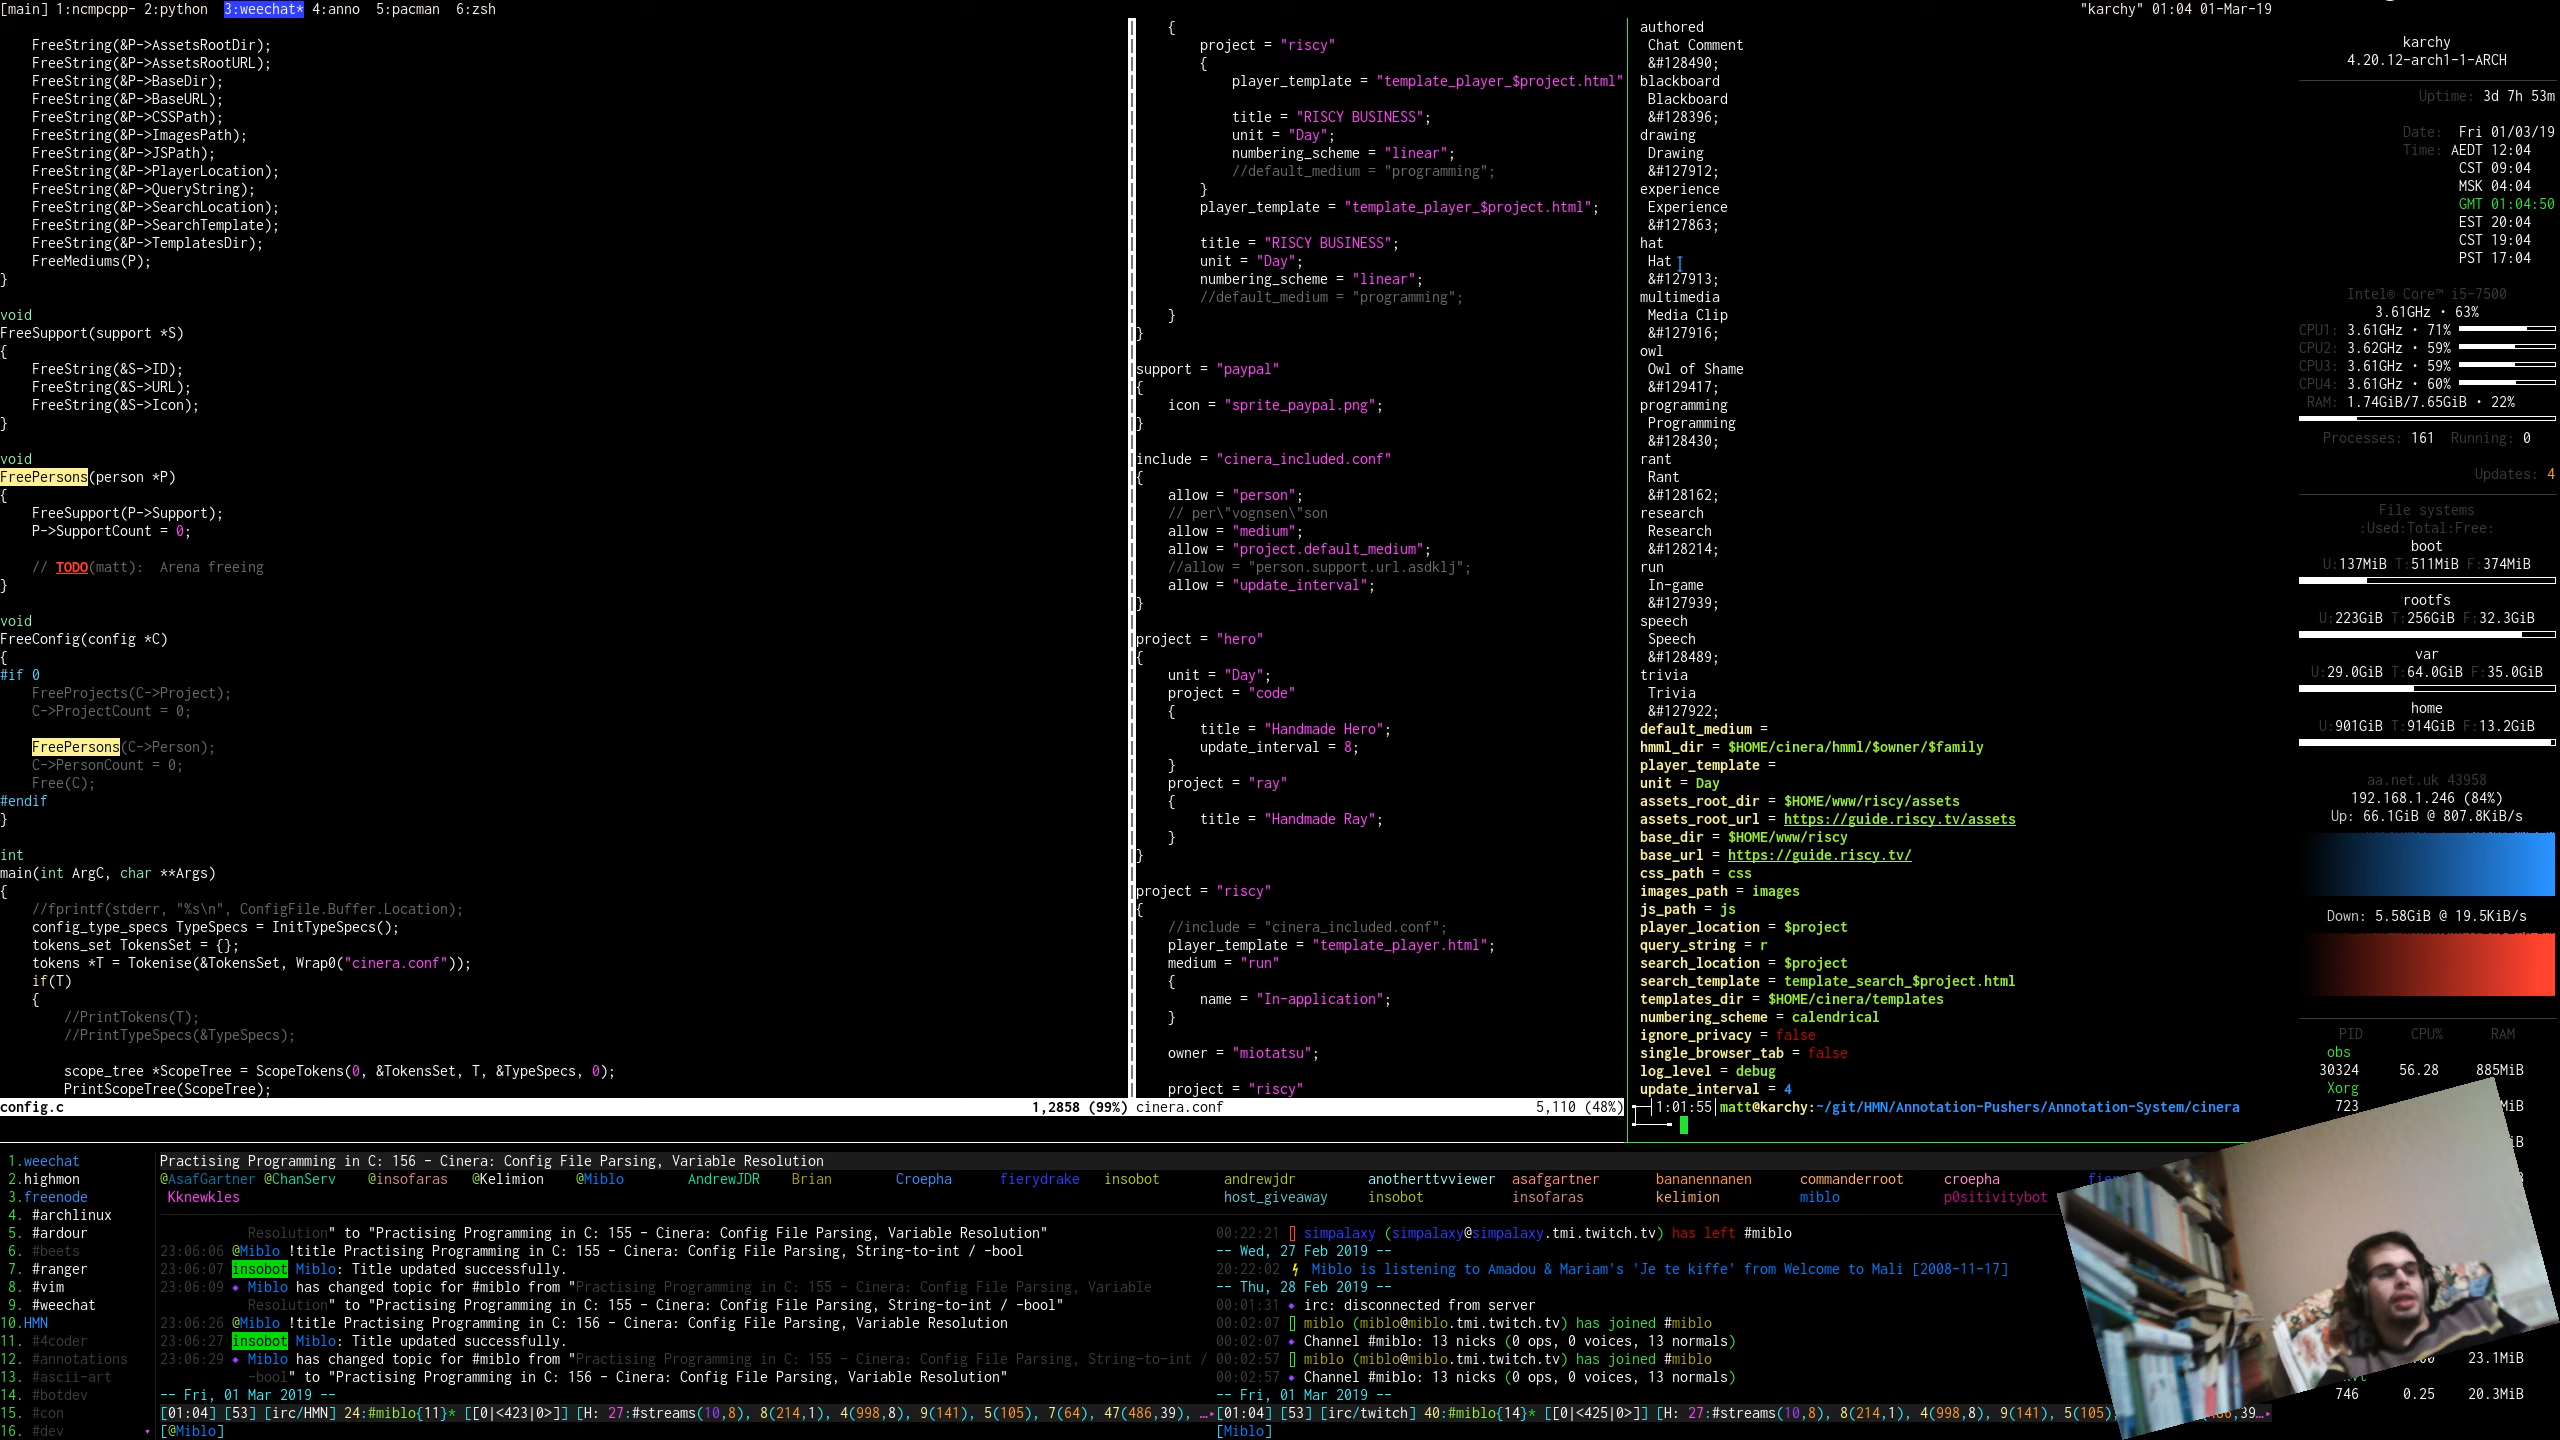 [main] 1:ncmpcpp- 2:python  3:weechat* 4:anno  5:pacman  6:zsh
"karchy" 01:04 01-Mar-19
    FreeString(&P->AssetsRootDir);
    FreeString(&P->AssetsRootURL);
    FreeString(&P->BaseDir);
    FreeString(&P->BaseURL);
    FreeString(&P->CSSPath);
    FreeString(&P->ImagesPath);
    FreeString(&P->JSPath);
    FreeString(&P->PlayerLocation);
    FreeString(&P->QueryString);
    FreeString(&P->SearchLocation);
    FreeString(&P->SearchTemplate);
    FreeString(&P->TemplatesDir);
    FreeMediums(P);
}
void
FreeSupport(support *S)
{
    FreeString(&S->ID);
    FreeString(&S->URL);
    FreeString(&S->Icon);
}
void
FreePersons(person *P)
{
    FreeSupport(P->Support);
    P->SupportCount = 0;
    // TODO(matt):  Arena freeing
}
void
FreeConfig(config *C)
{
#if 0
    FreeProjects(C->Project);
    C->ProjectCount = 0;
    FreePersons(C->Person);
    C->PersonCount = 0;
    Free(C);
#endif
}
int
main(int ArgC, char **Args)
{
    //fprintf(stderr, "%s\n", ConfigFile.Buffer.Location);
    config_type_specs TypeSpecs = InitTypeSpecs();
    tokens_set TokensSet = {};
    tokens *T = Tokenise(&TokensSet, Wrap0("cinera.conf"));
    if(T)
    {
        //PrintTokens(T);
        //PrintTypeSpecs(&TypeSpecs);
        scope_tree *ScopeTree = ScopeTokens(0, &TokensSet, T, &TypeSpecs, 0);
        PrintScopeTree(ScopeTree);
config.c 1,2858 (99%)
    {
        project = "riscy"
        {
            player_template = "template_player_$project.html"
            title = "RISCY BUSINESS";
            unit = "Day";
            numbering_scheme = "linear";
            //default_medium = "programming";
        }
        player_template = "template_player_$project.html";
        title = "RISCY BUSINESS";
        unit = "Day";
        numbering_scheme = "linear";
        //default_medium = "programming";
    }
}
support = "paypal"
{
    icon = "sprite_paypal.png";
}
include = "cinera_included.conf"
{
    allow = "person";
    // per\"vognsen\"son
    allow = "medium";
    allow = "project.default_medium";
    //allow = "person.support.url.asdklj";
    allow = "update_interval";
}
project = "hero"
{
    unit = "Day";
    project = "code"
    {
        title = "Handmade Hero";
        update_interval = 8;
    }
    project = "ray"
    {
        title = "Handmade Ray";
    }
}
project = "riscy"
{
    //include = "cinera_included.conf";
    player_template = "template_player.html";
    medium = "run"
    {
        name = "In-application";
    }
    owner = "miotatsu";
    project = "riscy"
cinera.conf 5,110 (48%)
authored
 Chat Comment
 &#128490;
blackboard
 Blackboard
 &#128396;
drawing
 Drawing
 &#127912;
experience
 Experience
 &#127863;
hat
 Hat
 &#127913;
multimedia
 Media Clip
 &#127916;
owl
 Owl of Shame
 &#129417;
programming
 Programming
 &#128430;
rant
 Rant
 &#128162;
research
 Research
 &#128214;
run
 In-game
 &#127939;
speech
 Speech
 &#128489;
trivia
 Trivia
 &#127922;
default_medium =
hmml_dir = $HOME/cinera/hmml/$owner/$family
player_template =
unit = Day
assets_root_dir = $HOME/www/riscy/assets
assets_root_url = https://guide.riscy.tv/assets
base_dir = $HOME/www/riscy
base_url = https://guide.riscy.tv/
css_path = css
images_path = images
js_path = js
player_location = $project
query_string = r
search_location = $project
search_template = template_search_$project.html
templates_dir = $HOME/cinera/templates
numbering_scheme = calendrical
ignore_privacy = false
single_browser_tab = false
log_level = debug
update_interval = 4
1:01:55 matt@karchy:~/git/HMN/Annotation-Pushers/Annotation-System/cinera
karchy
4.20.12-arch1-1-ARCH
Uptime: 3d 7h 53m
Date: Fri 01/03/19
Time: AEDT 12:04
CST 09:04
MSK 04:04
GMT 01:04:50
EST 20:04
CST 19:04
PST 17:04
Intel® Core™ i5-7500
3.61GHz • 63%
CPU1: 3.61GHz • 71%
CPU2: 3.62GHz • 59%
CPU3: 3.61GHz • 59%
CPU4: 3.61GHz • 60%
RAM: 1.74GiB/7.65GiB • 22%
Processes: 161  Running: 0
Updates: 4
File systems
:Used:Total:Free:
boot
U:137MiB T:511MiB F:374MiB
rootfs
U:223GiB T:256GiB F:32.3GiB
var
U:29.0GiB T:64.0GiB F:35.0GiB
home
U:901GiB T:914GiB F:13.2GiB
aa.net.uk 43958
192.168.1.246 (84%)
Up: 66.1GiB @ 807.8KiB/s
Down: 5.58GiB @ 19.5KiB/s
PID CPU% RAM
obs
30324 56.28 885MiB
Xorg
723 MiB
23.1MiB
746 0.25 20.3MiB
1.weechat
2.highmon
3.freenode
4. #archlinux
5. #ardour
6. #beets
7. #ranger
8. #vim
9. #weechat
10.HMN
11. #4coder
12. #annotations
13. #ascii-art
14. #botdev
15. #con
16. #dev
Practising Programming in C: 156 - Cinera: Config File Parsing, Variable Resolution
@AsafGartner @ChanServ @insofaras @Kelimion @Miblo AndrewJDR Brian Croepha fierydrake insobot
Kknewkles
Resolution" to "Practising Programming in C: 155 - Cinera: Config File Parsing, Variable Resolution"
23:06:06 @Miblo !title Practising Programming in C: 155 - Cinera: Config File Parsing, String-to-int / -bool
23:06:07 insobot Miblo: Title updated successfully.
23:06:09 Miblo has changed topic for #miblo from "Practising Programming in C: 155 - Cinera: Config File Parsing, Variable
Resolution" to "Practising Programming in C: 155 - Cinera: Config File Parsing, String-to-int / -bool"
23:06:26 @Miblo !title Practising Programming in C: 156 - Cinera: Config File Parsing, Variable Resolution
23:06:27 insobot Miblo: Title updated successfully.
23:06:29 Miblo has changed topic for #miblo from "Practising Programming in C: 155 - Cinera: Config File Parsing, String-to-int /
-bool" to "Practising Programming in C: 156 - Cinera: Config File Parsing, Variable Resolution"
-- Fri, 01 Mar 2019 --
[01:04] [53] [irc/HMN] 24:#miblo{11}* [[0|<423|0>]] [H: 27:#streams(10,8), 8(214,1), 4(998,8), 9(141), 5(105), 7(64), 47(486,39), …
[@Miblo]
andrewjdr anotherttvviewer asafgartner bananennanen commanderroot croepha fier
host_giveaway insobot insofaras kelimion miblo p0sitivitybot
00:22:21 simpalaxy (simpalaxy@simpalaxy.tmi.twitch.tv) has left #miblo
-- Wed, 27 Feb 2019 --
20:22:02 Miblo is listening to Amadou & Mariam's 'Je te kiffe' from Welcome to Mali [2008-11-17]
-- Thu, 28 Feb 2019 --
00:01:31 irc: disconnected from server
00:02:07 miblo (miblo@miblo.tmi.twitch.tv) has joined #miblo
00:02:07 Channel #miblo: 13 nicks (0 ops, 0 voices, 13 normals)
00:02:57 miblo (miblo@miblo.tmi.twitch.tv) has joined #miblo
00:02:57 Channel #miblo: 13 nicks (0 ops, 0 voices, 13 normals)
-- Fri, 01 Mar 2019 --
[01:04] [53] [irc/twitch] 40:#miblo{14}* [[0|<425|0>]] [H: 27:#streams(10,8), 8(214,1), 4(998,8), 9(141), 5(105),
[Miblo]